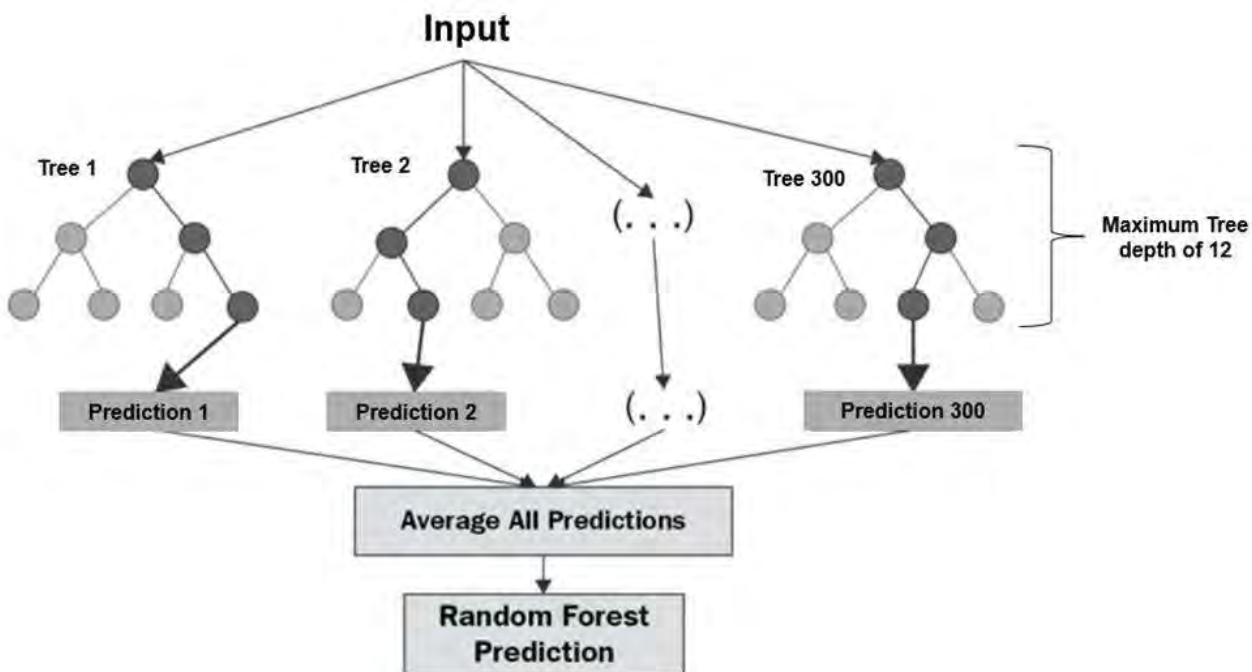 Input
Tree 1
Tree 2
Tree 300
(. . .)
Maximum Tree
depth of 12
Prediction 1
Prediction 2
(. . .)
Prediction 300
Average All Predictions
Random Forest
Prediction